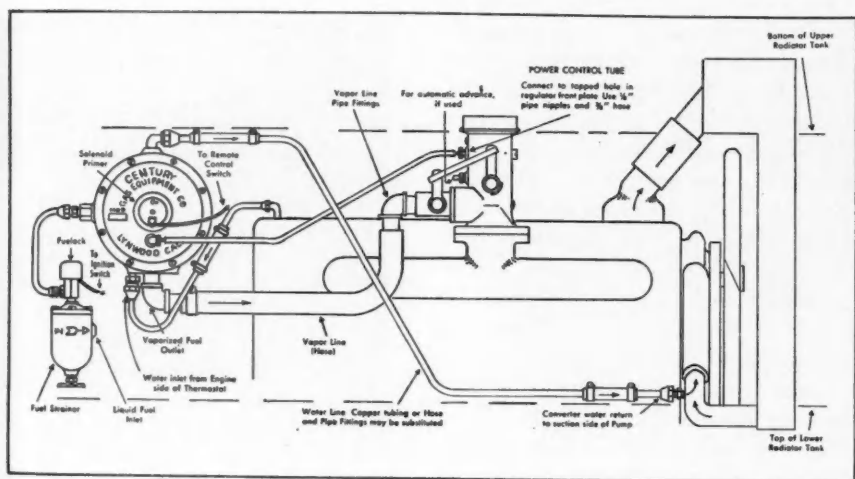 Bottom of Upper
Radiator Tank
POWER CONTROL TUBE
Connect to tapped hole in
regulator front plate Use ⅛"
pipe nipples and ⅜" hose
For automatic advance,
if used
Vapor Line
Pipe Fittings
Solenoid
Primer
To Remote
Control
Switch
CENTURY
GAS EQUIPMENT CO
LYNWOOD CALIF
Fuelock
To
Ignition
Switch
IN
Vaporized Fuel
Outlet
Vapor Line
(Hose)
Water inlet from Engine
side of Thermostat
Fuel Strainer
Liquid Fuel
Inlet
Water Line Copper tubing or Hose
and Pipe Fittings may be substituted
Converter water return
to suction side of Pump
Top of Lower
Radiator Tank